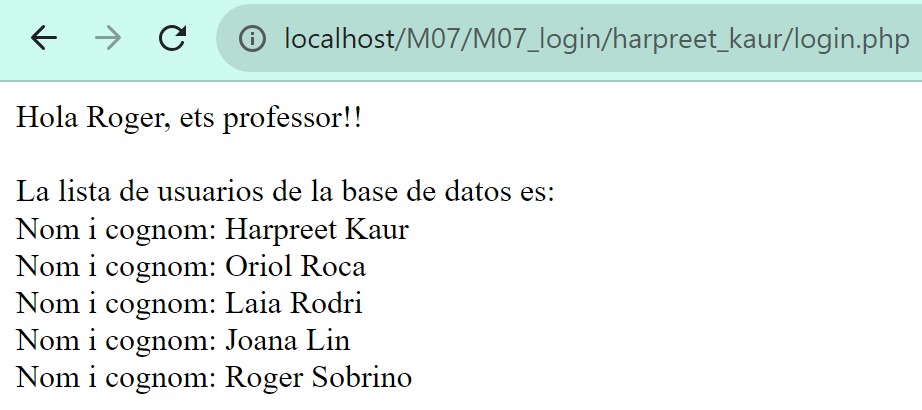 localhost/M07/M07_login/harpreet_kaur/login.php
Hola Roger, ets professor!!
La lista de usuarios de la base de datos es:
Nom i cognom: Harpreet Kaur
Nom i cognom: Oriol Roca
Nom i cognom: Laia Rodri
Nom i cognom: Joana Lin
Nom i cognom: Roger Sobrino